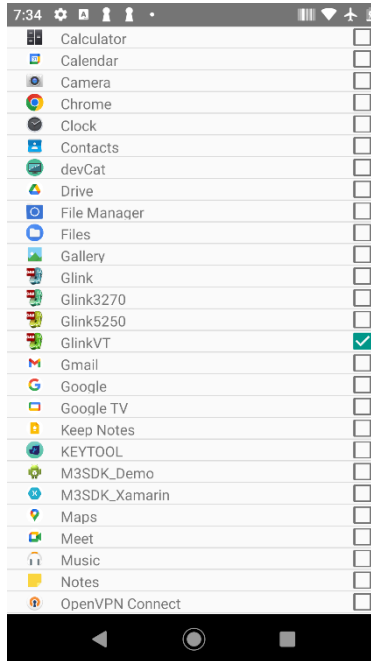 7:34
Calculator
Calendar
Camera
Chrome
Clock
Contacts
devCat
Drive
File Manager
Files
Gallery
Glink
Glink3270
Glink5250
GlinkVT
Gmail
Google
Google TV
Keep Notes
KEYTOOL
M3SDK_Demo
M3SDK_Xamarin
Maps
Meet
Music
Notes
OpenVPN Connect